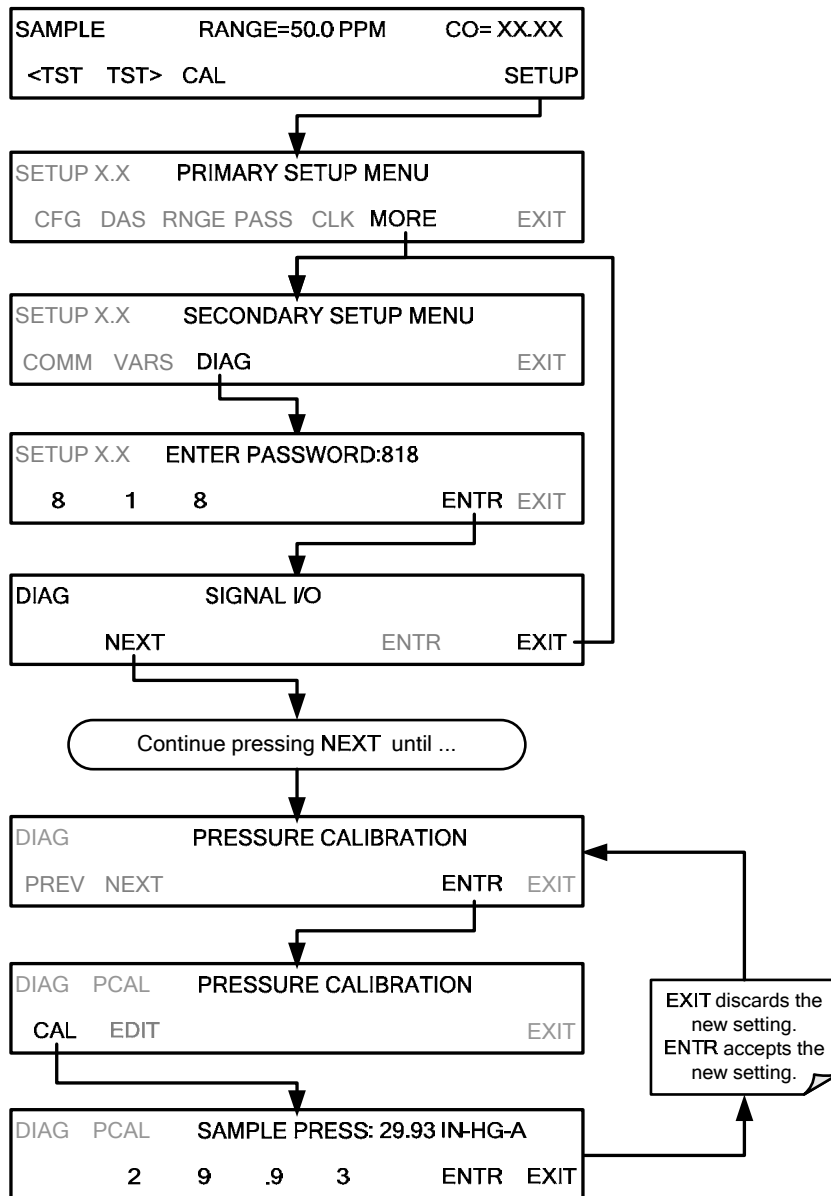 SAMPLE RANGE=50.0 PPM CO= XX.XX
<TST TST> CAL SETUP
SETUP X.X PRIMARY SETUP MENU
CFG DAS RNGE PASS CLK MORE EXIT
SETUP X.X SECONDARY SETUP MENU
COMM VARS DIAG EXIT
SETUP X.X ENTER PASSWORD:818
8 1 8 ENTR EXIT
DIAG SIGNAL I/O
NEXT ENTR EXIT
Continue pressing NEXT until ...
DIAG PRESSURE CALIBRATION
PREV NEXT ENTR EXIT
DIAG PCAL PRESSURE CALIBRATION
CAL EDIT EXIT
EXIT discards the
new setting.
ENTR accepts the
new setting.
DIAG PCAL SAMPLE PRESS: 29.93 IN-HG-A
2 9 .9 3 ENTR EXIT